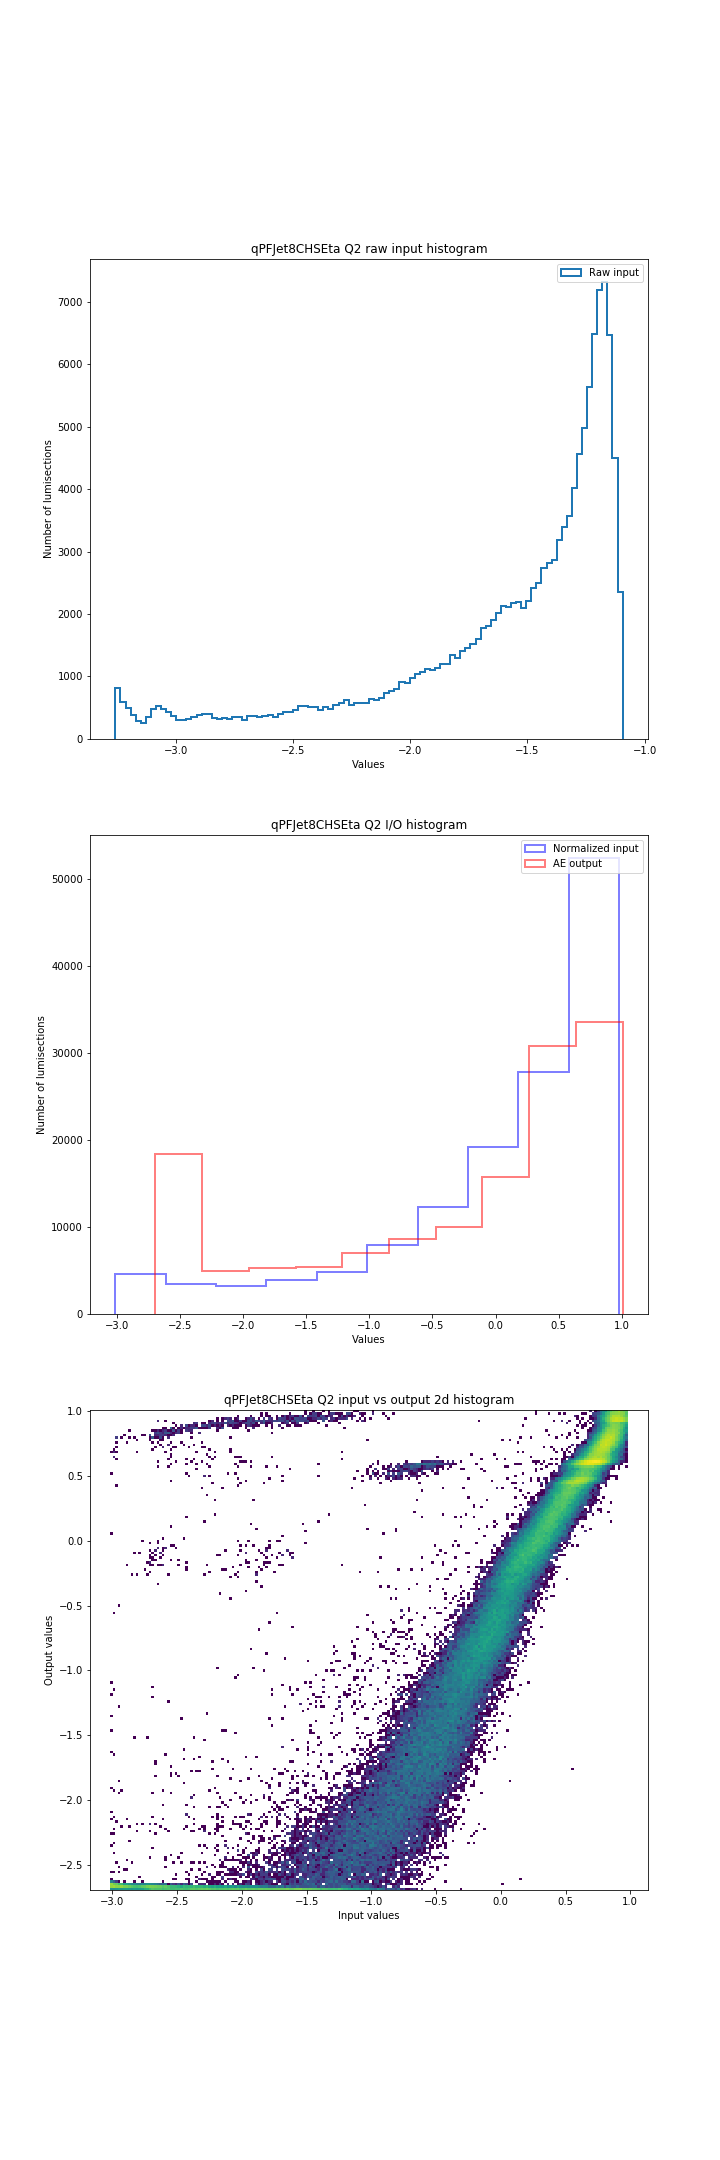 qPFJet8CHSEta Q2 raw input histogram
Raw input
Number of lumisections
7000
6000
5000
4000
3000
2000
1000
0
−3.0 −2.5 −2.0 −1.5 −1.0
Values
qPFJet8CHSEta Q2 I/O histogram
Normalized input
AE output
Number of lumisections
50000
40000
30000
20000
10000
0
−3.0 −2.5 −2.0 −1.5 −1.0 −0.5 0.0 0.5 1.0
Values
qPFJet8CHSEta Q2 input vs output 2d histogram
Output values
1.0
0.5
0.0
−0.5
−1.0
−1.5
−2.0
−2.5
−3.0 −2.5 −2.0 −1.5 −1.0 −0.5 0.0 0.5 1.0
Input values